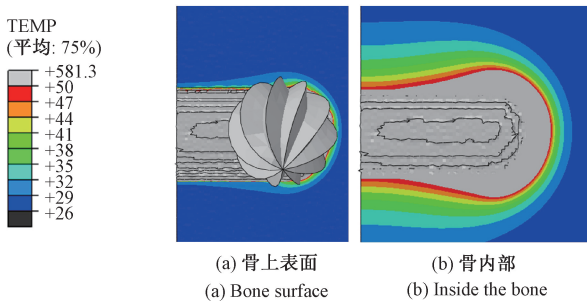 TEMP
(平均: 75%)
+581.3
+50
+47
+44
+41
+38
+35
+32
+29
+26
(a) 骨上表面
(a) Bone surface
(b) 骨内部
(b) Inside the bone